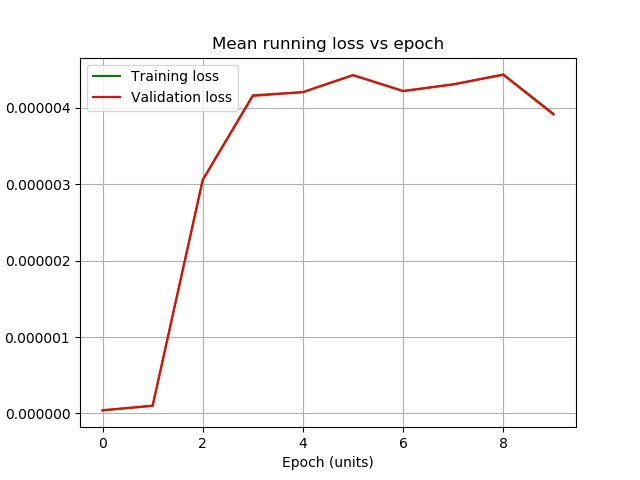 Mean running loss vs epoch
Training loss
Validation loss
0.000004
0.000003
0.000002
0.000001
0.000000
0 2 4 6 8
Epoch (units)